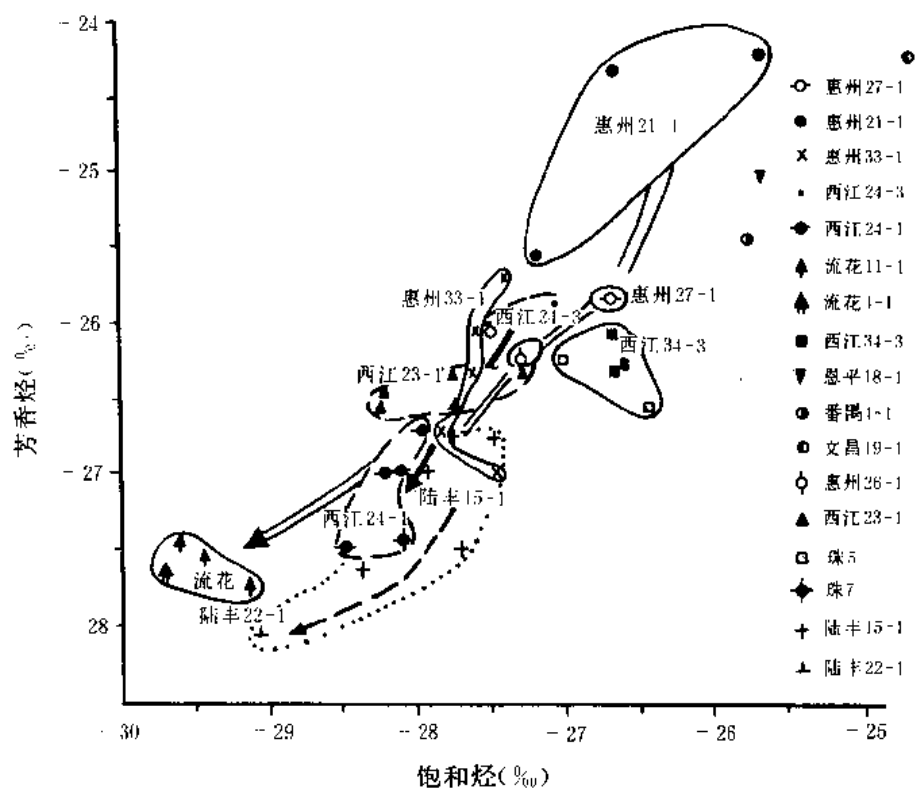 - 24
- 25
- 26
- 27
28
芳香烃(‰)
- 30
- 29
- 28
- 27
- 26
- 25
饱和烃(‰)
惠州21-1
惠州33-1
西江24-3
惠州27-1
西江34-3
西江23-1
陆丰15-1
西江24-1
流花
陆丰22-1
惠州27-1
惠州21-1
惠州33-1
西江24-3
西江24-1
流花11-1
流花4-1
西江34-3
恩平18-1
番禺4-1
文昌19-1
惠州26-1
西江23-1
珠5
珠7
陆丰15-1
陆丰22-1